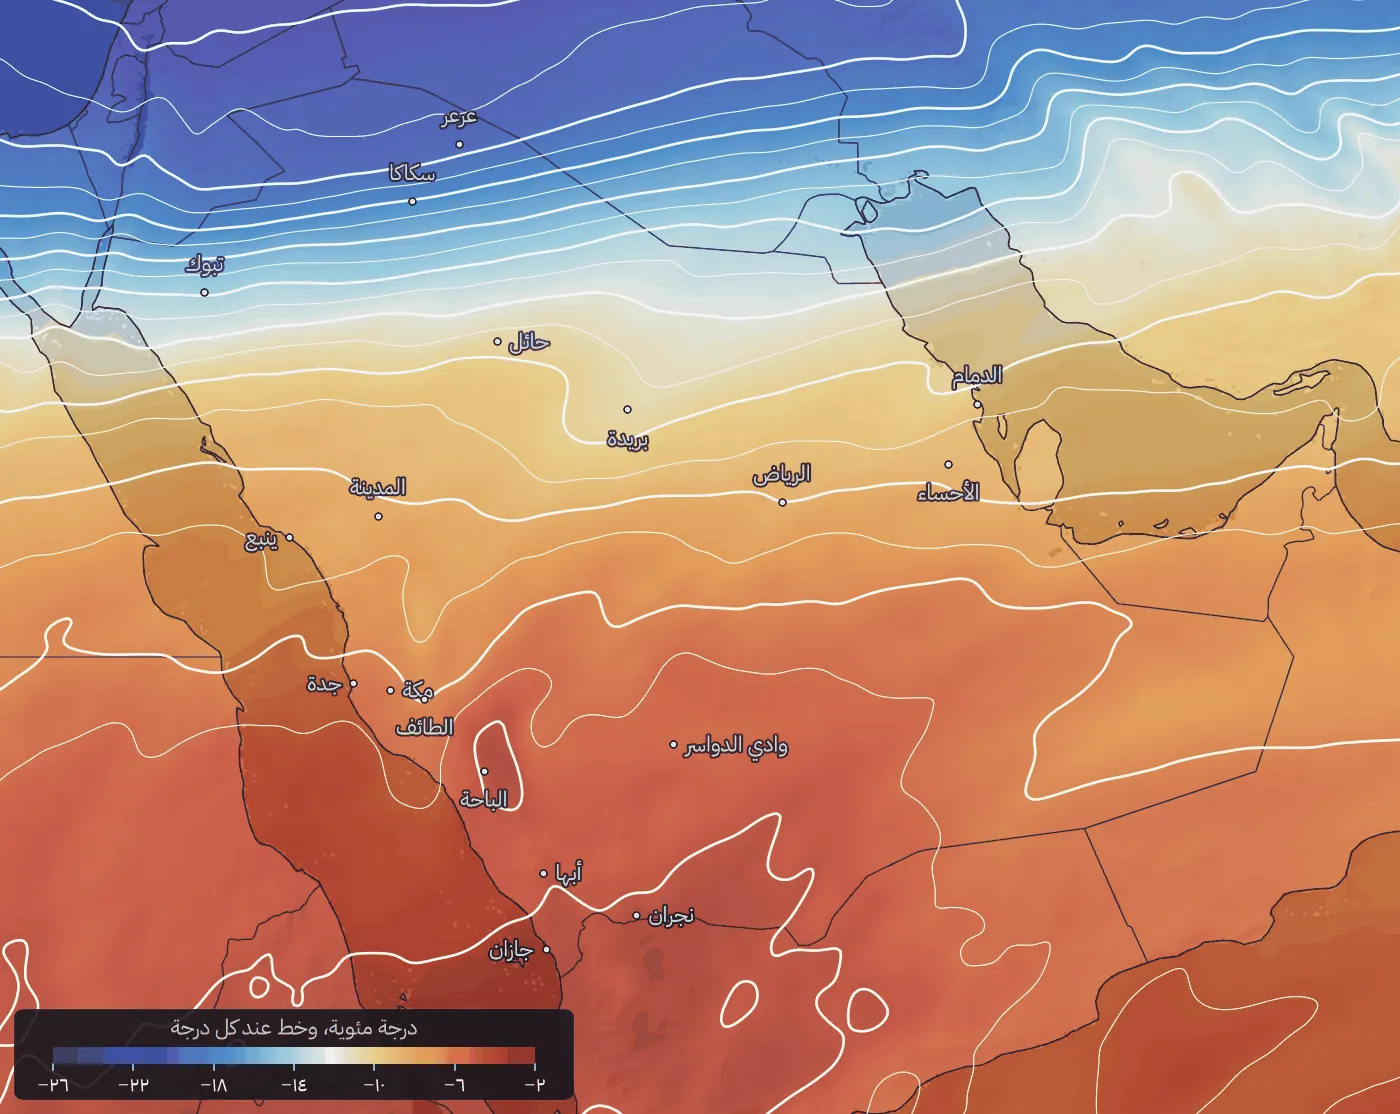 عرعر
سكاكا
تبوك
حائل
الدمام
بريدة
الرياض
المدينة
الأحساء
ينبع
جدة
مكة
الطائف
وادي الدواسر
الباحة
أبها
نجران
جازان
درجة مئوية، وخط عند كل درجة
−٢٦ −٢٢ −١٨ −١٤ −١٠ −٦ −٢